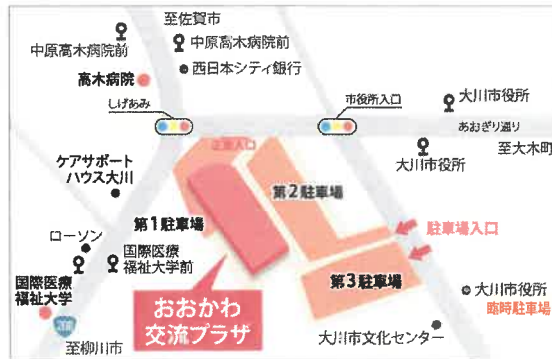 至佐賀市
中原高木病院前
中原高木病院前
西日本シティ銀行
高木病院
しげあみ
市役所入口
大川市役所
あおぎり通り
大川市役所
至大木町
正面入口
ケアサポート
ハウス大川
第2駐車場
第1駐車場
駐車場入口
ローソン
国際医療
福祉大学前
第3駐車場
国際医療
福祉大学
おおかわ
交流プラザ
大川市役所
臨時駐車場
208
至柳川市
大川市文化センター